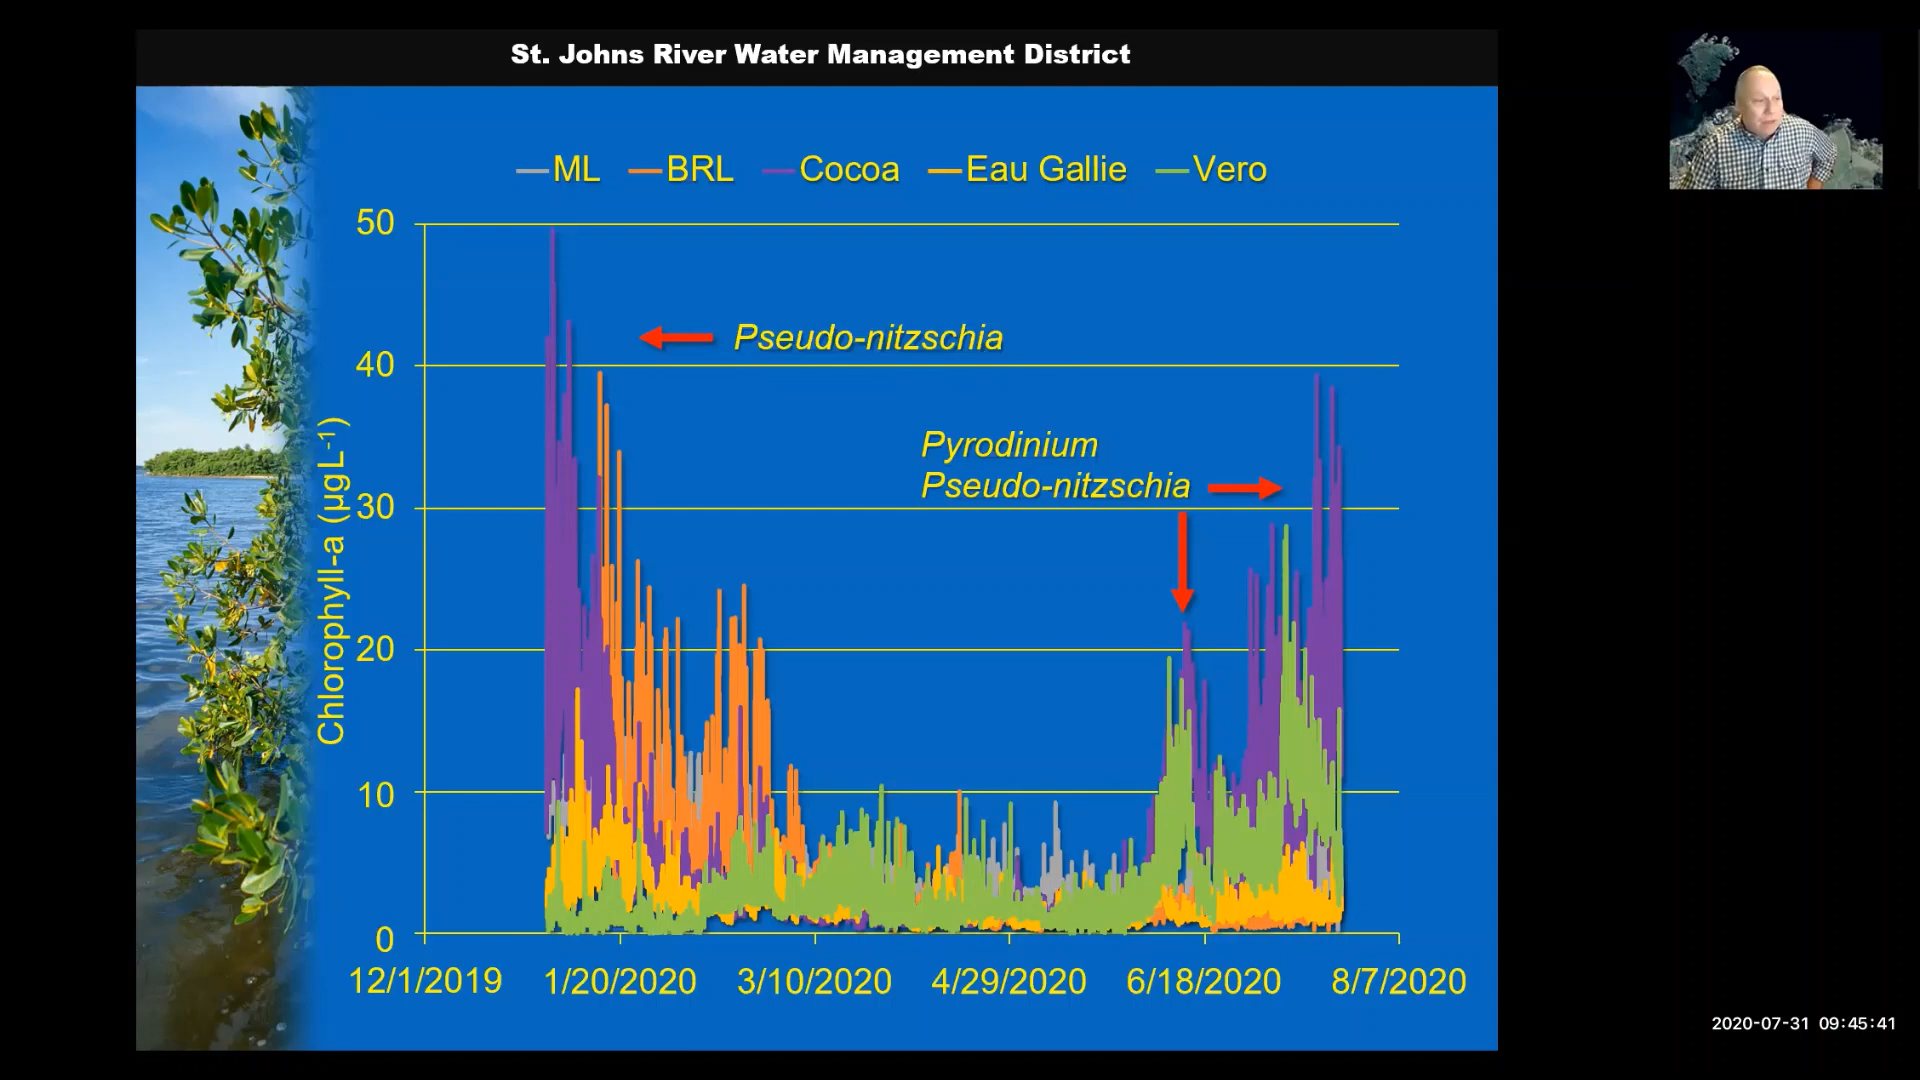 St. Johns River Water Management District
ML BRL Cocoa Eau Gallie Vero
50
40
30
20
10
0
Chlorophyll-a (µgL-1)
Pseudo-nitzschia
Pyrodinium
Pseudo-nitzschia
12/1/2019 1/20/2020 3/10/2020 4/29/2020 6/18/2020 8/7/2020
2020-07-31 09:45:41